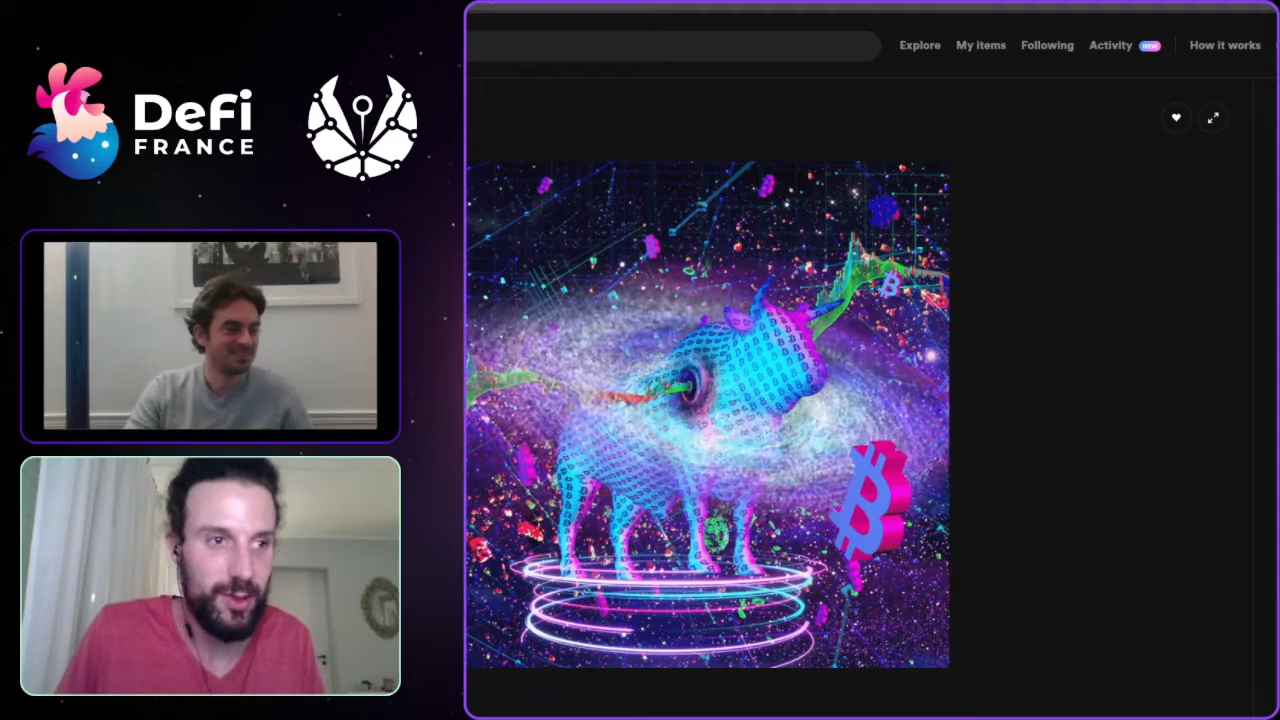 DeFi
FRANCE
Explore
My items
Following
Activity NEW
How it works